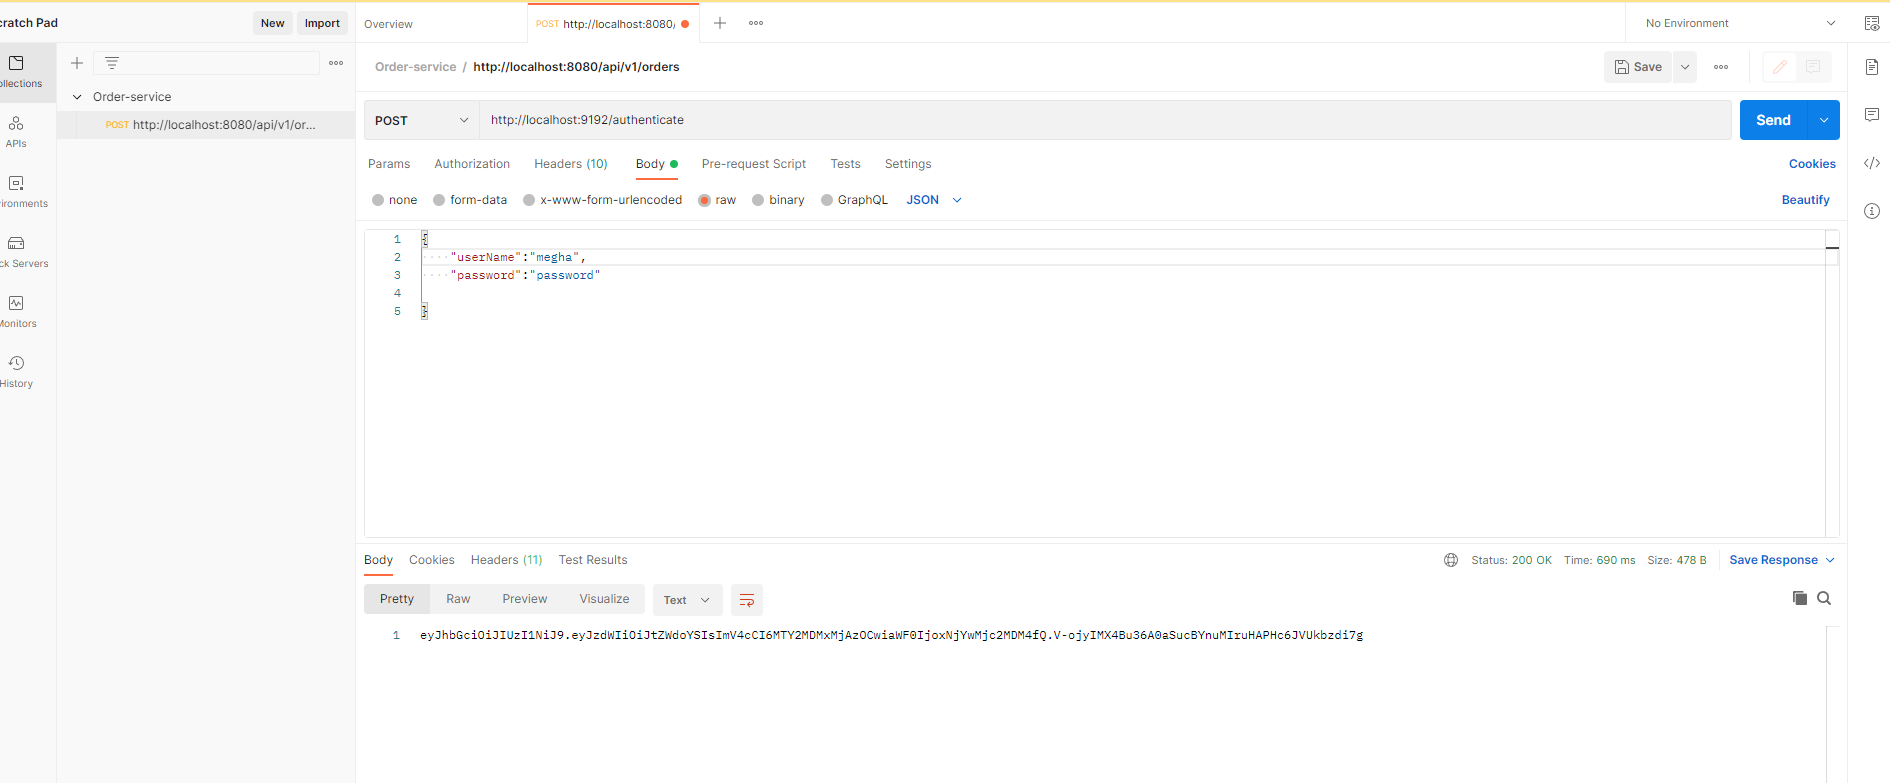 cratch Pad
New
Import
Overview
POST http://localhost:8080/
No Environment
ollections
APIs
vironments
ck Servers
Monitors
History
Order-service
POST http://localhost:8080/api/v1/or...
Order-service / http://localhost:8080/api/v1/orders
Save
POST
http://localhost:9192/authenticate
Send
Params Authorization Headers (10) Body Pre-request Script Tests Settings
Cookies
none form-data x-www-form-urlencoded raw binary GraphQL JSON
Beautify
1 {
2 "userName":"megha",
3 "password":"password"
4
5 }
Body Cookies Headers (11) Test Results
Status: 200 OK Time: 690 ms Size: 478 B
Save Response
Pretty Raw Preview Visualize Text
1 eyJhbGciOiJIUzI1NiJ9.eyJzdWIiOiJtZWdoYSIsImV4cCI6MTY2MDMxMjAzOCwiaWF0IjoxNjYwMjc2MDM4fQ.V-ojyIMX4Bu36A0aSucBYnuMIruHAPHc6JVUkbzdi7g